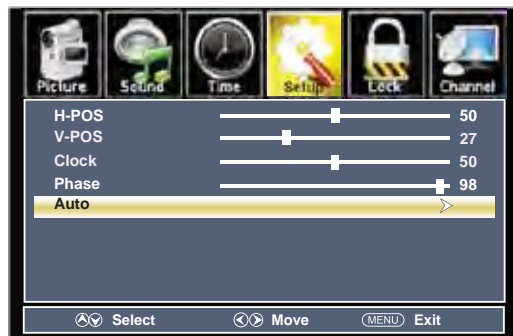 Picture Sound Time Setup Lock Channel
H-POS 50
V-POS 27
Clock 50
Phase 98
Auto
Select Move MENU Exit